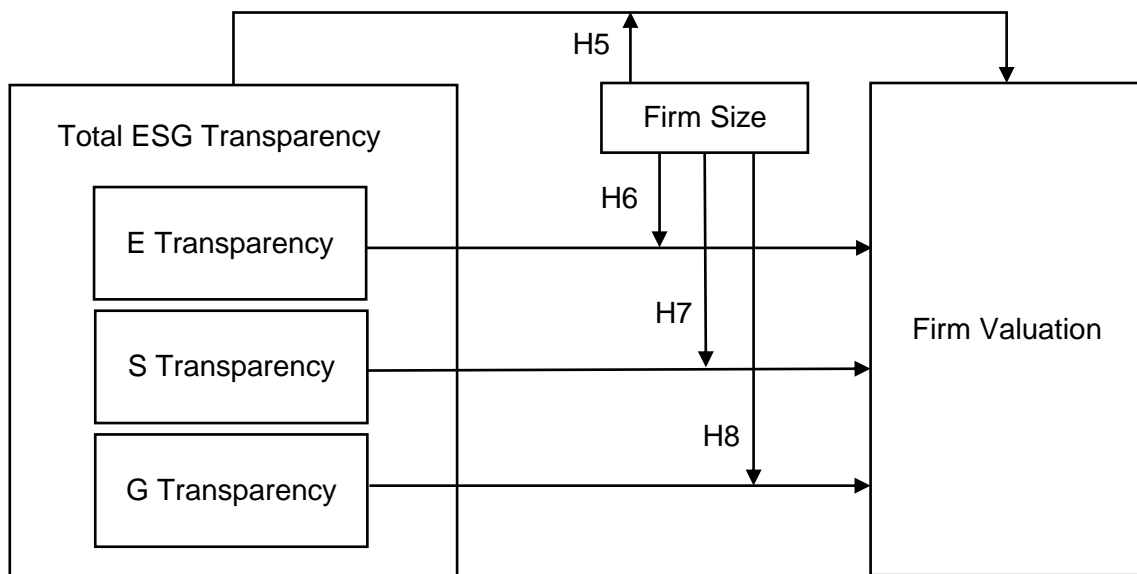 H5
Firm Size
Total ESG Transparency
H6
E Transparency
H7
Firm Valuation
S Transparency
H8
G Transparency